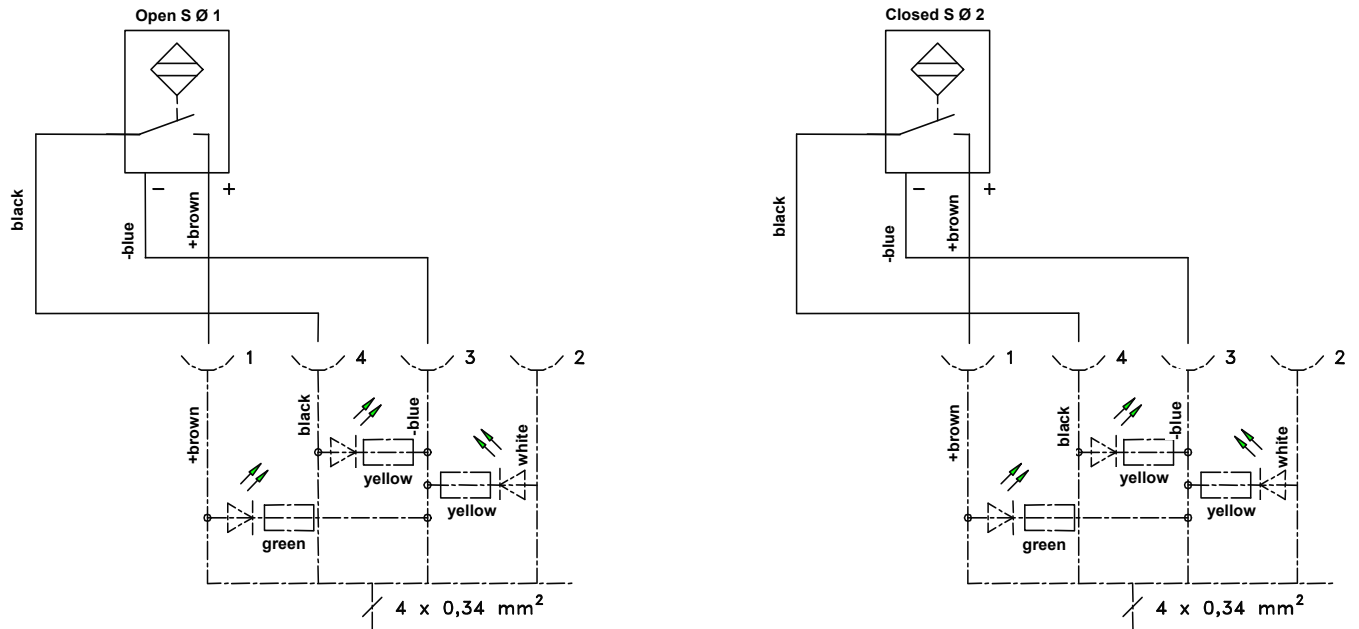 Open S Ø 1
− +
black
-blue
+brown
1 4 3 2
+brown
black
-blue
white
yellow
yellow
green
4 x 0,34 mm²
Closed S Ø 2
− +
black
-blue
+brown
1 4 3 2
+brown
black
-blue
white
yellow
yellow
green
4 x 0,34 mm²